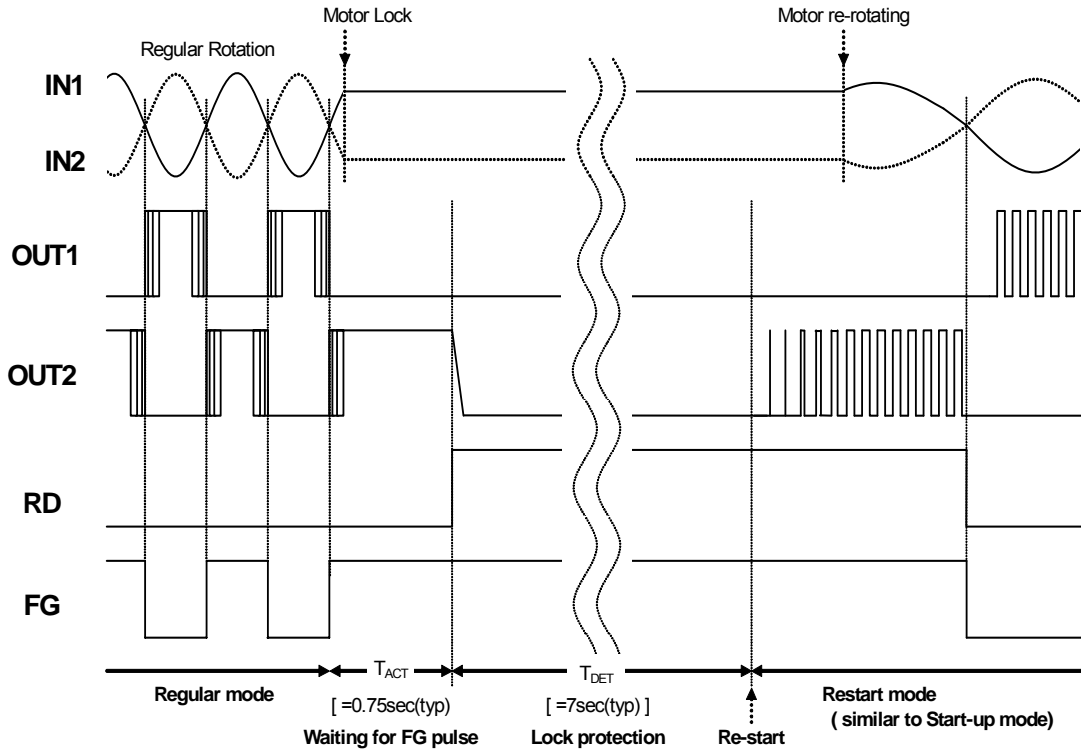 Motor Lock
Motor re-rotating
Regular Rotation
IN1
IN2
OUT1
OUT2
RD
FG
TACT
TDET
Regular mode
[ =0.75sec(typ)
[ =7sec(typ) ]
Restart mode
( similar to Start-up mode)
Waiting for FG pulse
Lock protection
Re-start